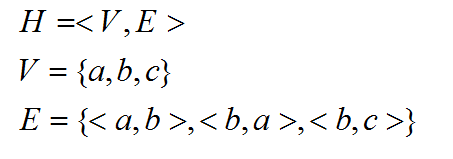 H =< V, E >
V = {a,b,c}
E = {< a,b >,< b,a >,< b,c >}